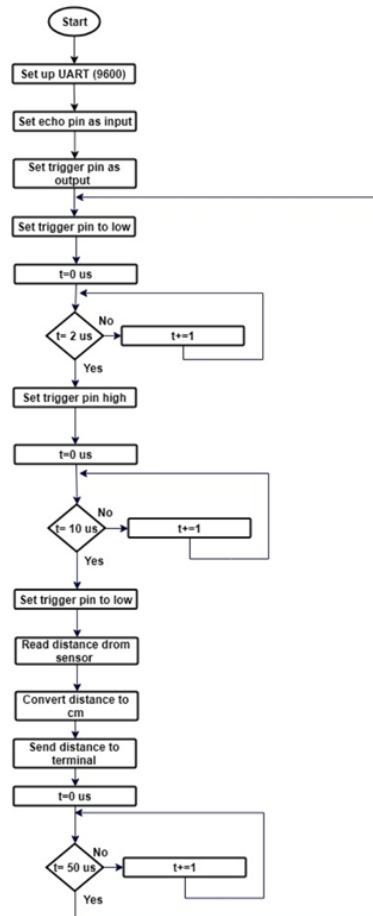 Start
Set up UART (9600)
Set echo pin as input
Set trigger pin as
output
Set trigger pin to low
t=0 us
No
t= 2 us
t+=1
Yes
Set trigger pin high
t=0 us
No
t= 10 us
t+=1
Yes
Set trigger pin to low
Read distance drom
sensor
Convert distance to
cm
Send distance to
terminal
t=0 us
No
t= 50 us
t+=1
Yes